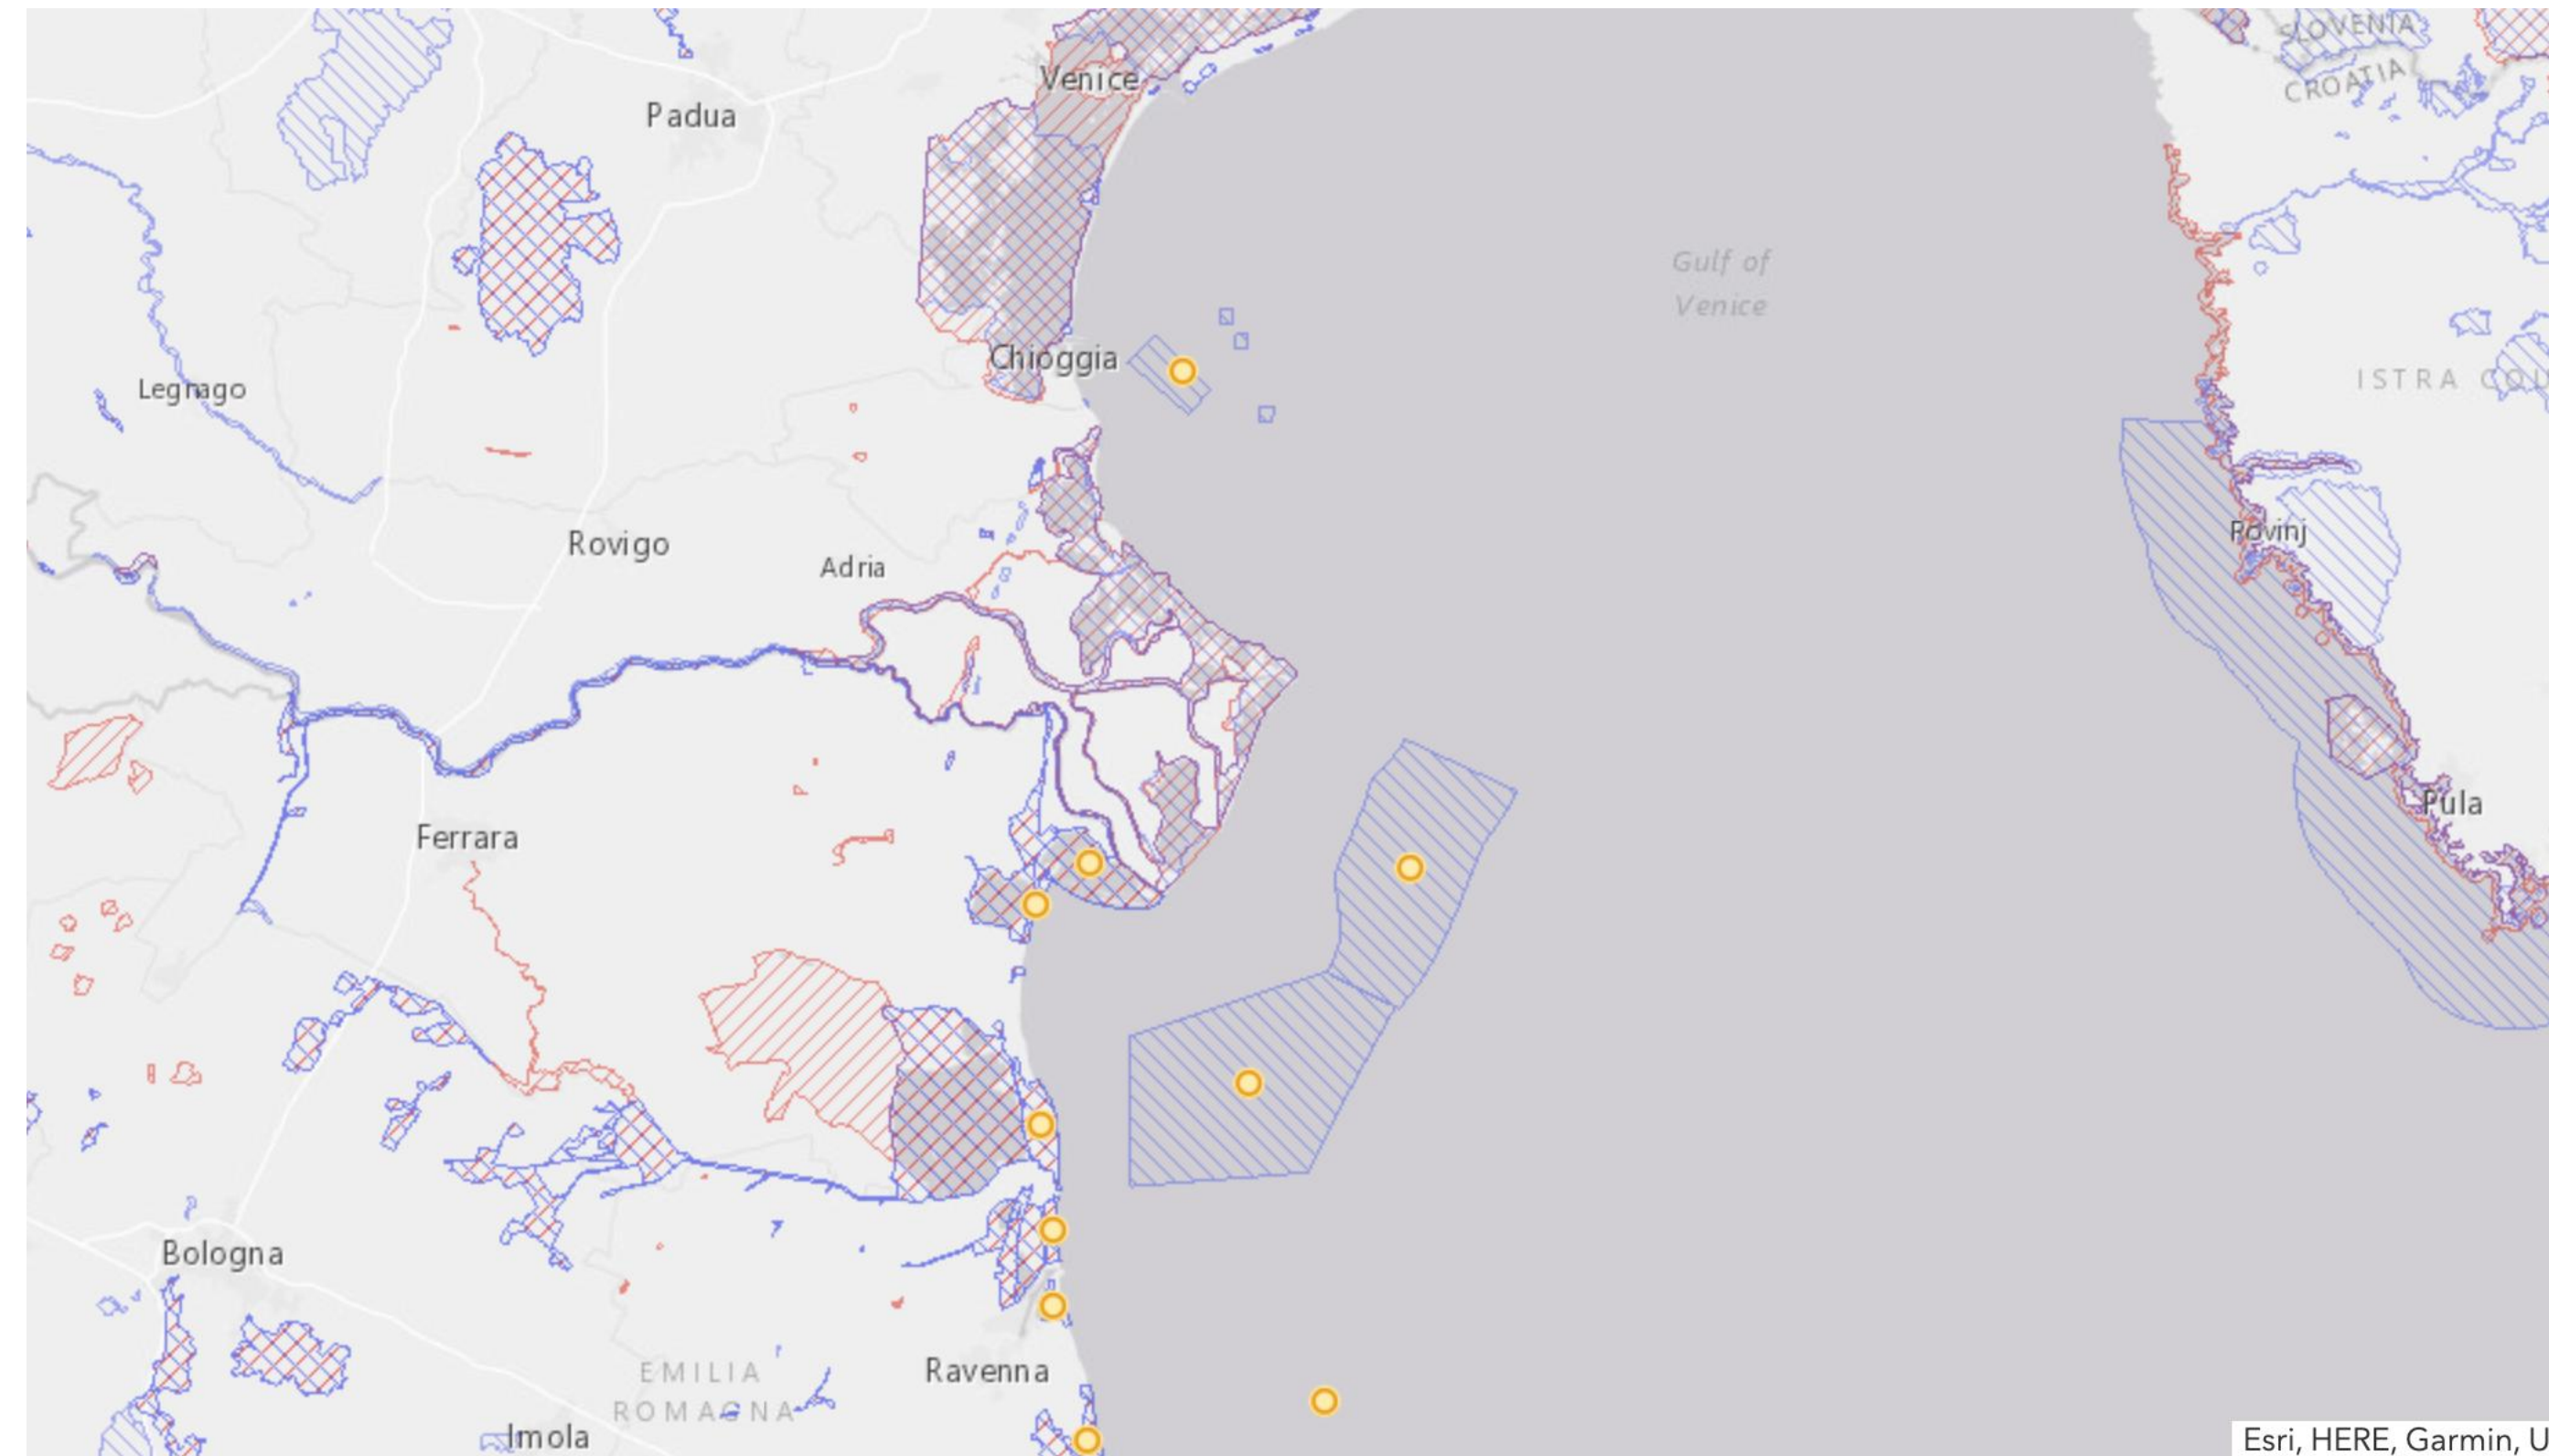 SLOVENIA
CROATIA
Venice
Padua
Gulf of
Venice
Chioggia
Legnago
ISTRA COU
Rovinj
Rovigo
Adria
Pula
Ferrara
Bologna
Ravenna
EMILIA
ROMAGNA
Imola
Esri, HERE, Garmin, U